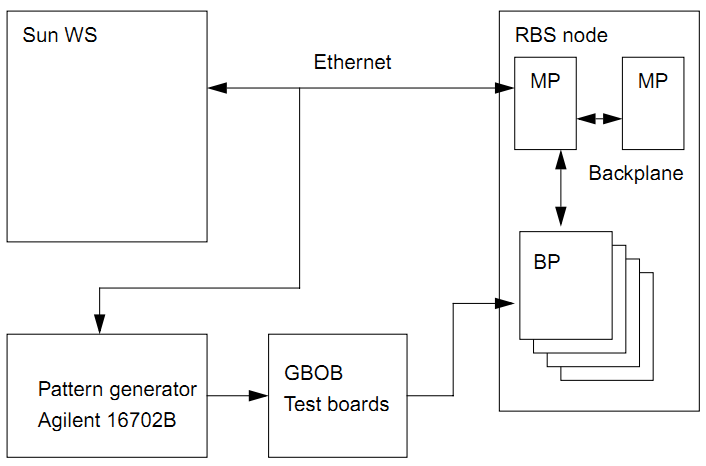 Sun WS
RBS node
Ethernet
MP
MP
Backplane
BP
Pattern generator
Agilent 16702B
GBOB
Test boards